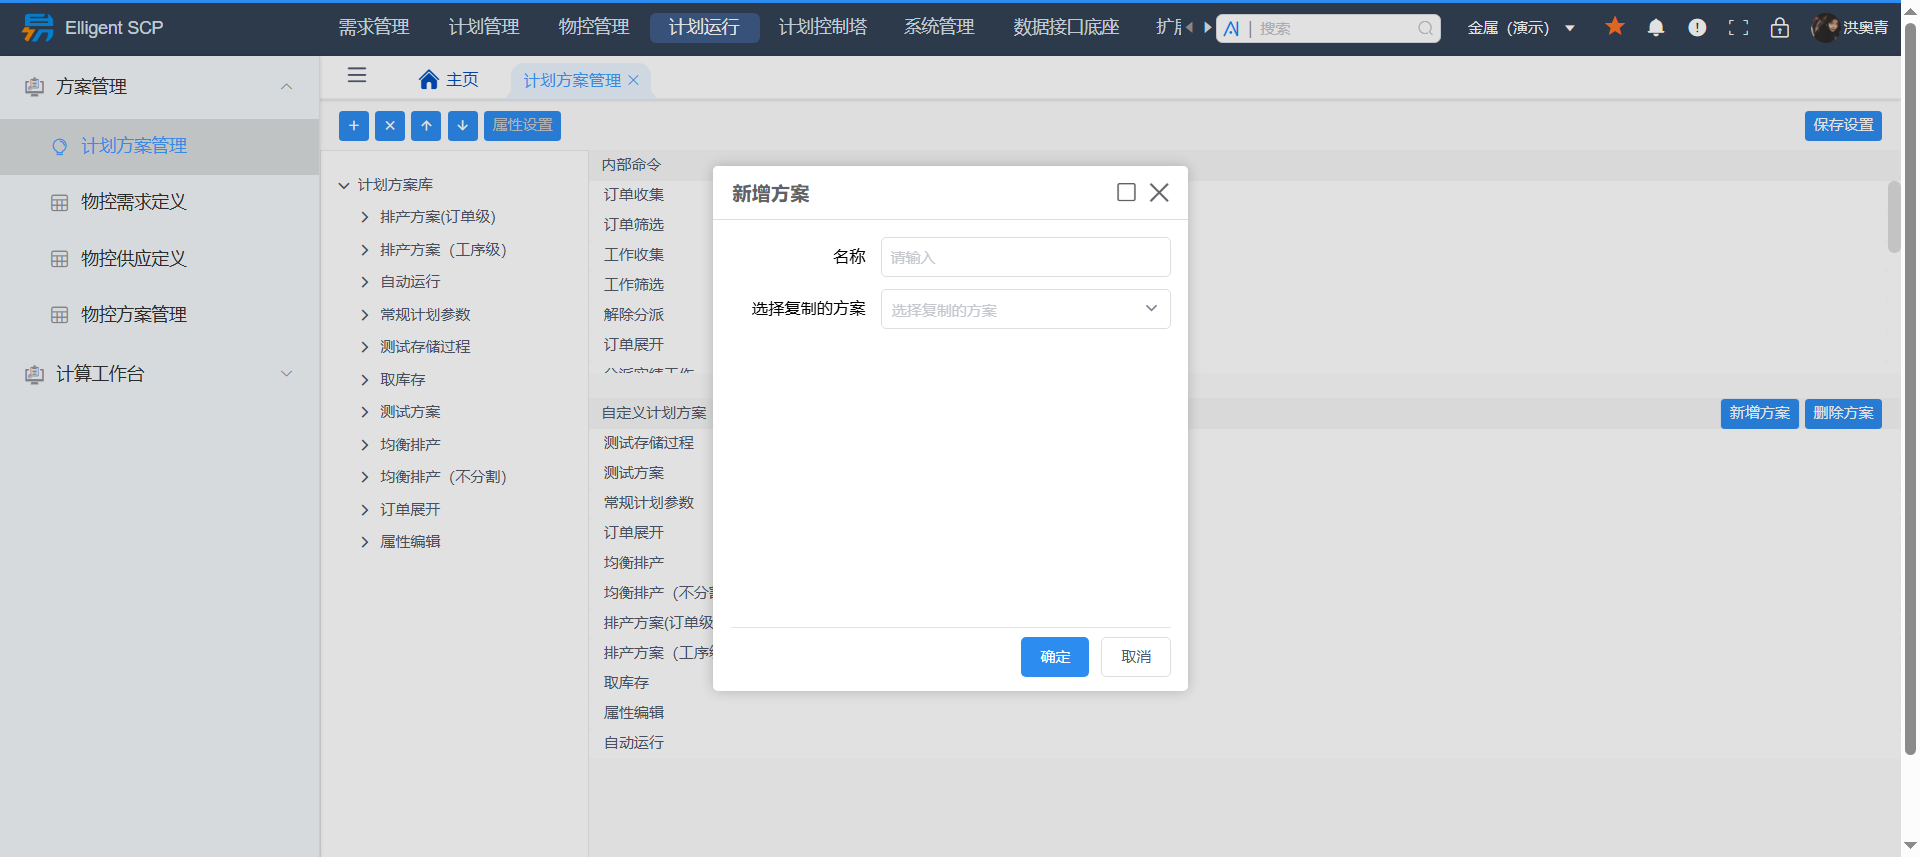 Elligent SCP
需求管理
计划管理
物控管理
计划运行
计划控制塔
系统管理
数据接口底座
搜索
金属（演示）
洪奥青
方案管理
计划方案管理
物控需求定义
物控供应定义
物控方案管理
计算工作台
主页
计划方案管理
属性设置
保存设置
计划方案库
排产方案(订单级)
排产方案（工序级）
自动运行
常规计划参数
测试存储过程
取库存
测试方案
均衡排产
均衡排产（不分割）
订单展开
属性编辑
内部命令
订单收集
订单筛选
工作收集
工作筛选
解除分派
订单展开
自定义计划方案
新增方案
删除方案
测试存储过程
测试方案
常规计划参数
订单展开
均衡排产
均衡排产（不分
排产方案(订单级
排产方案（工序
取库存
属性编辑
自动运行
新增方案
名称
请输入
选择复制的方案
选择复制的方案
确定
取消